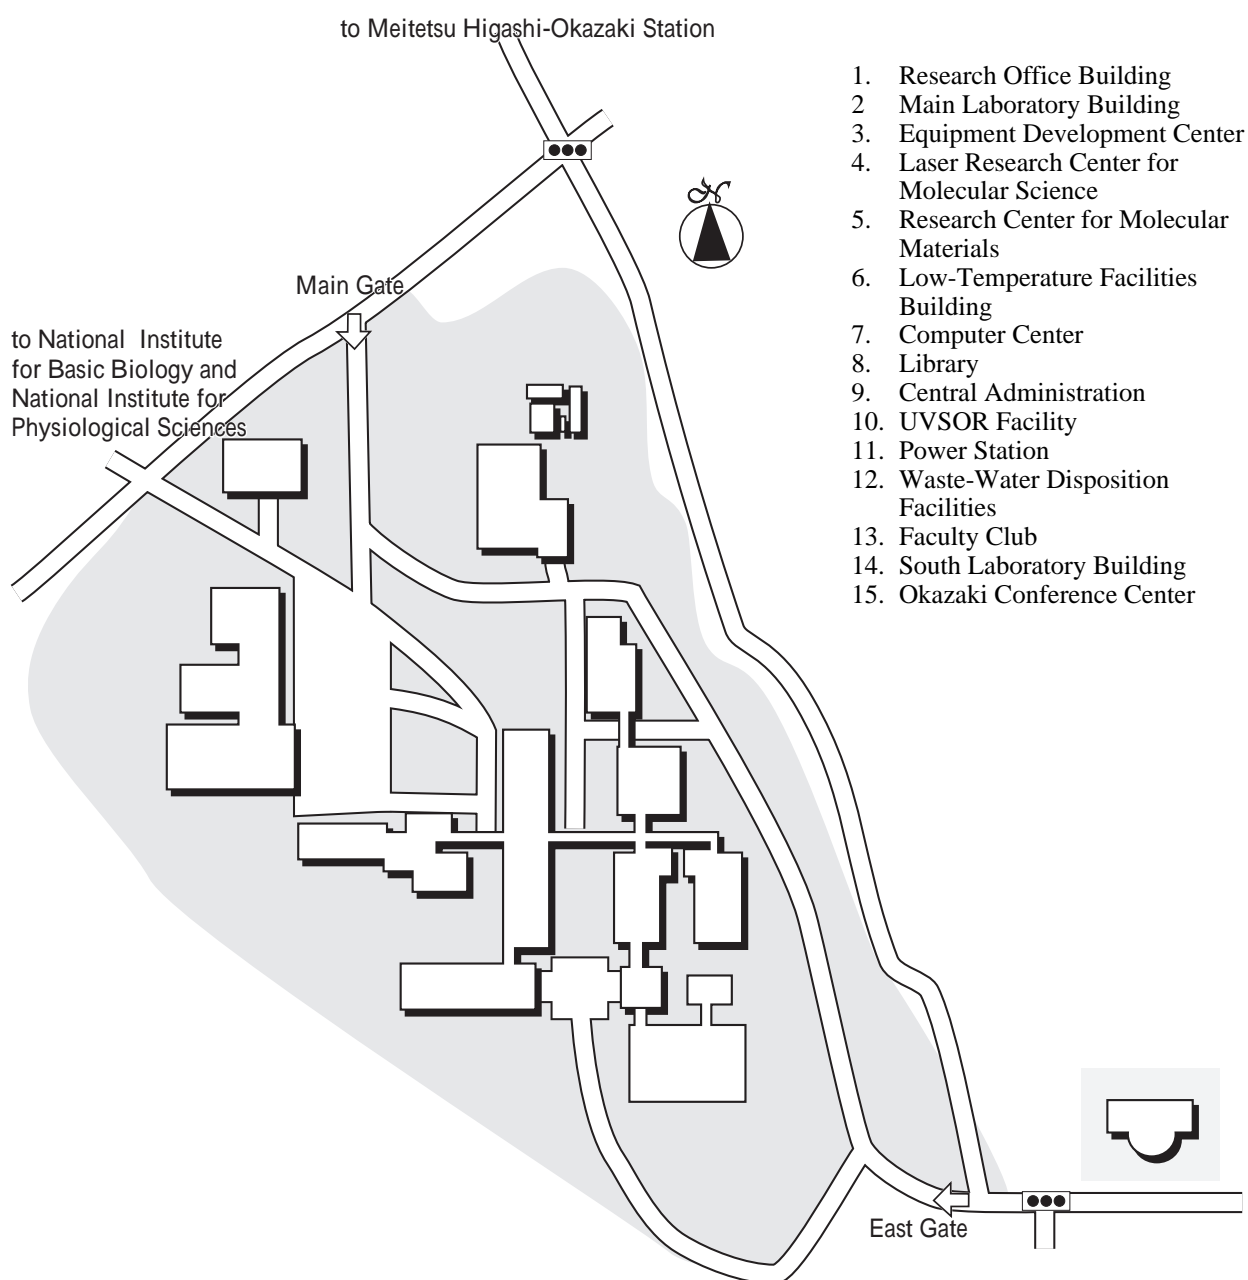 to Meitetsu Higashi-Okazaki Station
1. Research Office Building
2 Main Laboratory Building
3. Equipment Development Center
4. Laser Research Center for
Molecular Science
5. Research Center for Molecular
Materials
6. Low-Temperature Facilities
Building
7. Computer Center
8. Library
9. Central Administration
10. UVSOR Facility
11. Power Station
12. Waste-Water Disposition
Facilities
13. Faculty Club
14. South Laboratory Building
15. Okazaki Conference Center
N
Main Gate
to National Institute
for Basic Biology and
National Institute for
Physiological Sciences
East Gate